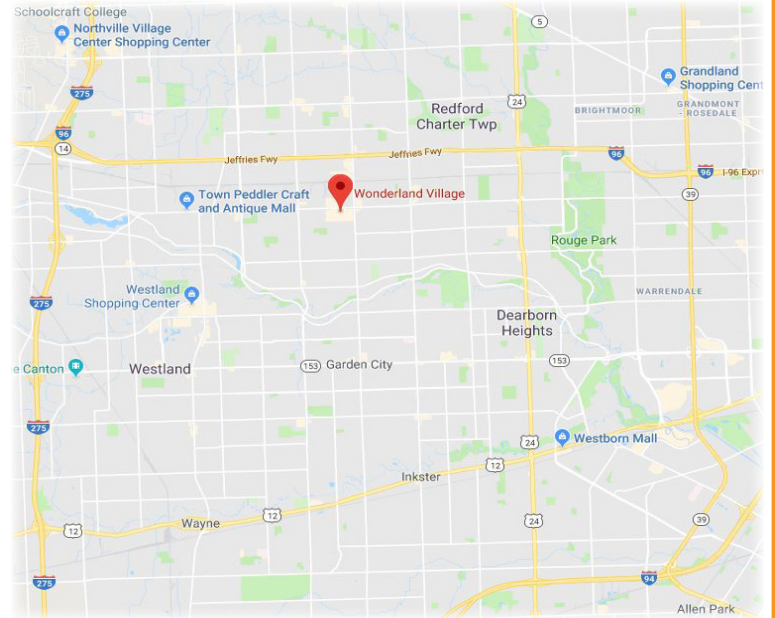 Schoolcraft College
Northville Village
Center Shopping Center
5
Grandland
Shopping Cent
275
24
Redford
Charter Twp
BRIGHTMOOR
GRANDMONT
- ROSEDALE
96
14
Jeffries Fwy
Jeffries Fwy
96
96
I-96 Expr
39
Town Peddler Craft
and Antique Mall
Wonderland Village
Rouge Park
Westland
Shopping Center
275
WARRENDALE
Dearborn
Heights
e Canton
Westland
153
Garden City
153
275
24
Westborn Mall
12
Inkster
12
Wayne
12
24
39
275
94
Allen Park